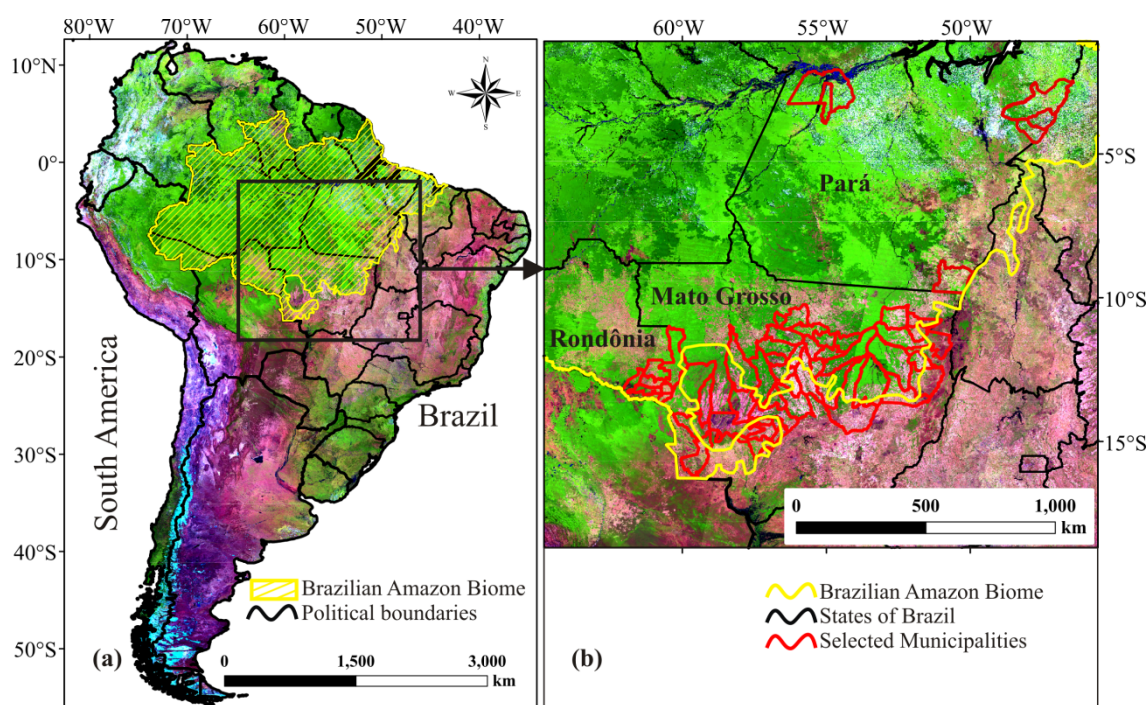 80°W 70°W 60°W 50°W 40°W
60°W 55°W 50°W
10°N
0°
10°S
20°S
30°S
40°S
50°S
N
W E
S
South America
Brazil
Brazilian Amazon Biome
Political boundaries
(a)
0 1,500 3,000
km
Pará
Mato Grosso
Rondônia
5°S
10°S
15°S
0 500 1,000
km
Brazilian Amazon Biome
States of Brazil
Selected Municipalities
(b)